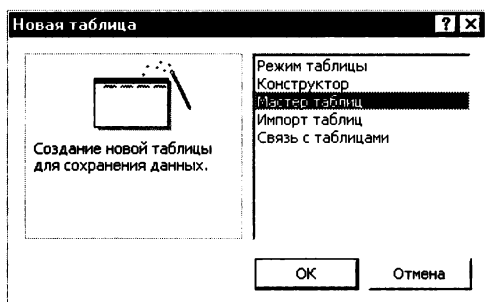 Новая таблица
Создание новой таблицы
для сохранения данных.
Режим таблицы
Конструктор
Мастер таблиц
Импорт таблиц
Связь с таблицами
ОК
Отмена